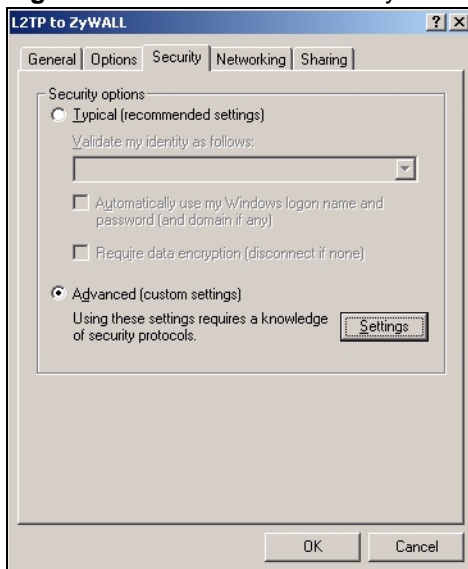 L2TP to ZyWALL
General Options Security Networking Sharing
Security options
Typical (recommended settings)
Validate my identity as follows:
Automatically use my Windows logon name and
password (and domain if any)
Require data encryption (disconnect if none)
Advanced (custom settings)
Using these settings requires a knowledge
of security protocols.
Settings
OK Cancel